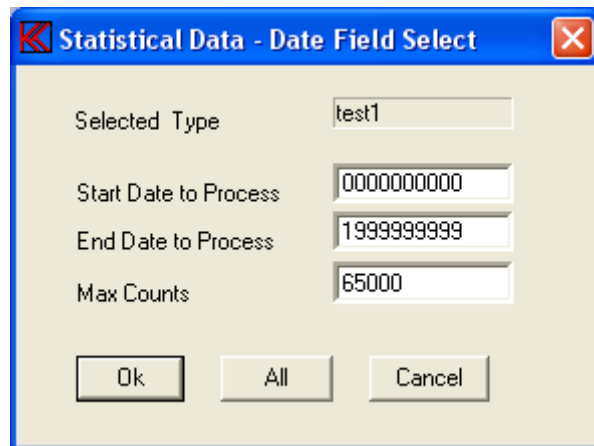 Statistical Data - Date Field Select
Selected Type test1
Start Date to Process 0000000000
End Date to Process 1999999999
Max Counts 65000
Ok All Cancel